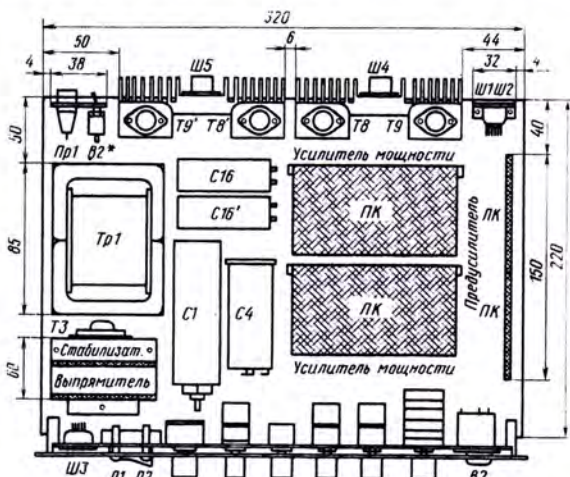 320
50
6
44
4
38
Ш5
Ш4
32
4
Ш1Ш2
50
Пр1
В2*
Т9'
Т8'
Т8
Т9
40
Усилитель мощности
С16
ПК
ПК
85
Тр1
С16'
Предусилитель
150
220
С1
С4
ПК
ПК
Т3
60
Стабилизат.
Выпрямитель
Усилитель мощности
Ш3
В2